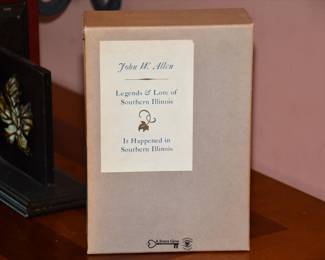 John W. Allen
Legends & Lore of
Southern Illinois
It Happened in
Southern Illinois